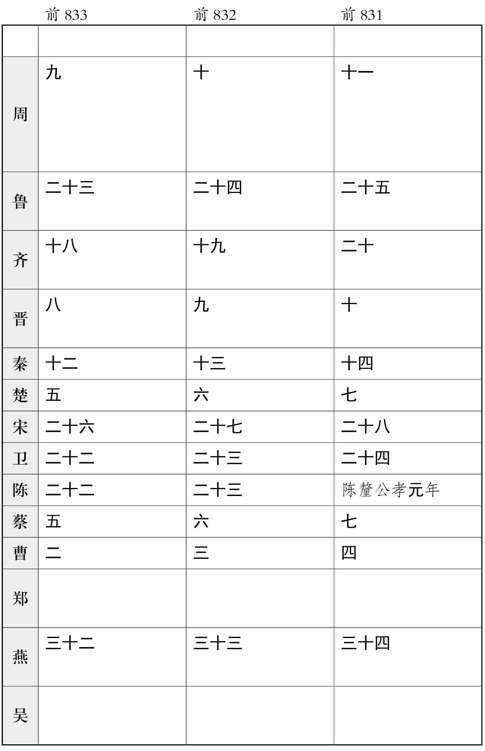 前 833 前 832 前 831
周 九 十 十一
鲁 二十三 二十四 二十五
齐 十八 十九 二十
晋 八 九 十
秦 十二 十三 十四
楚 五 六 七
宋 二十六 二十七 二十八
卫 二十二 二十三 二十四
陈 二十二 二十三 陈釐公孝元年
蔡 五 六 七
曹 二 三 四
郑
燕 三十二 三十三 三十四
吴